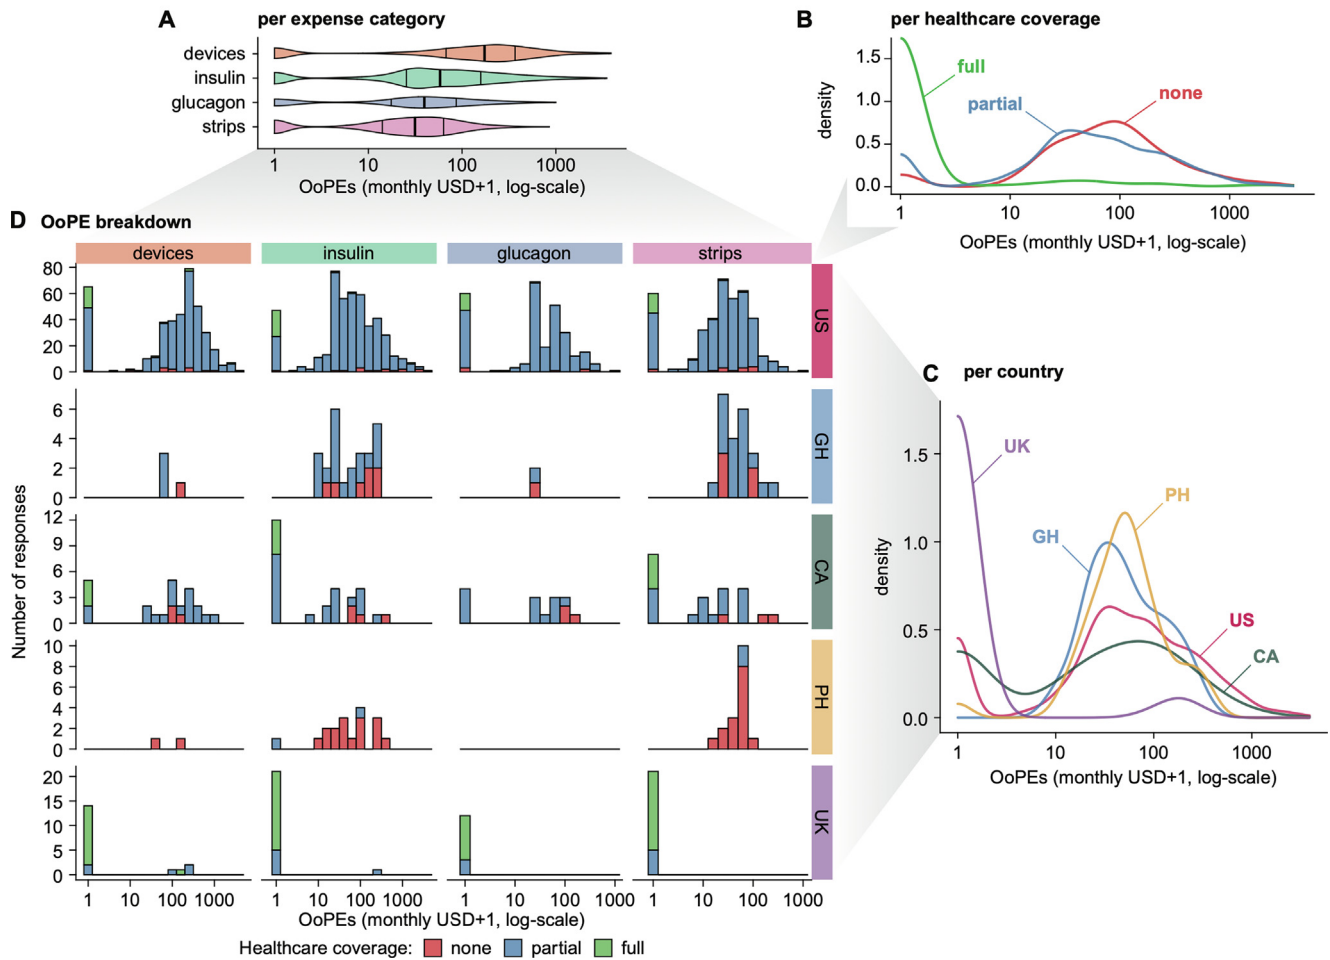 A per expense category
devices
insulin
glucagon
strips
1 10 100 1000
OoPEs (monthly USD+1, log-scale)
B per healthcare coverage
density
1.5
1.0
0.5
0.0
full
partial
none
1 10 100 1000
OoPEs (monthly USD+1, log-scale)
C per country
density
1.5
1.0
0.5
0.0
UK
PH
GH
US
CA
1 10 100 1000
OoPEs (monthly USD+1, log-scale)
D OoPE breakdown
devices insulin glucagon strips
Number of responses
80
60
40
20
0
US
6
4
2
0
GH
12
9
6
3
0
CA
10
8
6
4
2
0
PH
20
15
10
5
0
UK
1 10 100 1000 1 10 100 1000 1 10 100 1000 1 10 100 1000
OoPEs (monthly USD+1, log-scale)
Healthcare coverage: none partial full